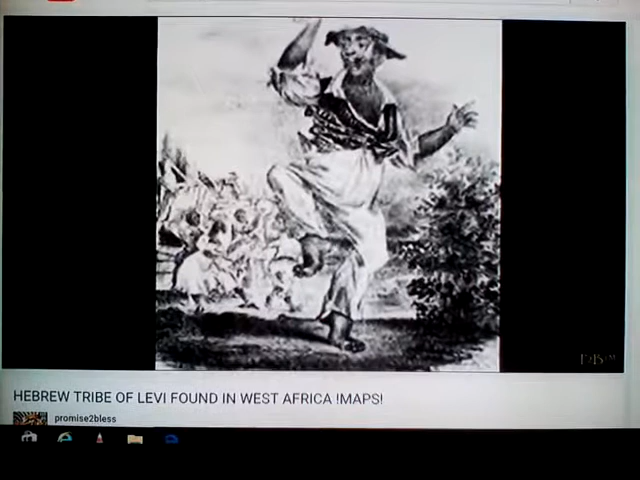 HEBREW TRIBE OF LEVI FOUND IN WEST AFRICA !MAPS!
promise2bless